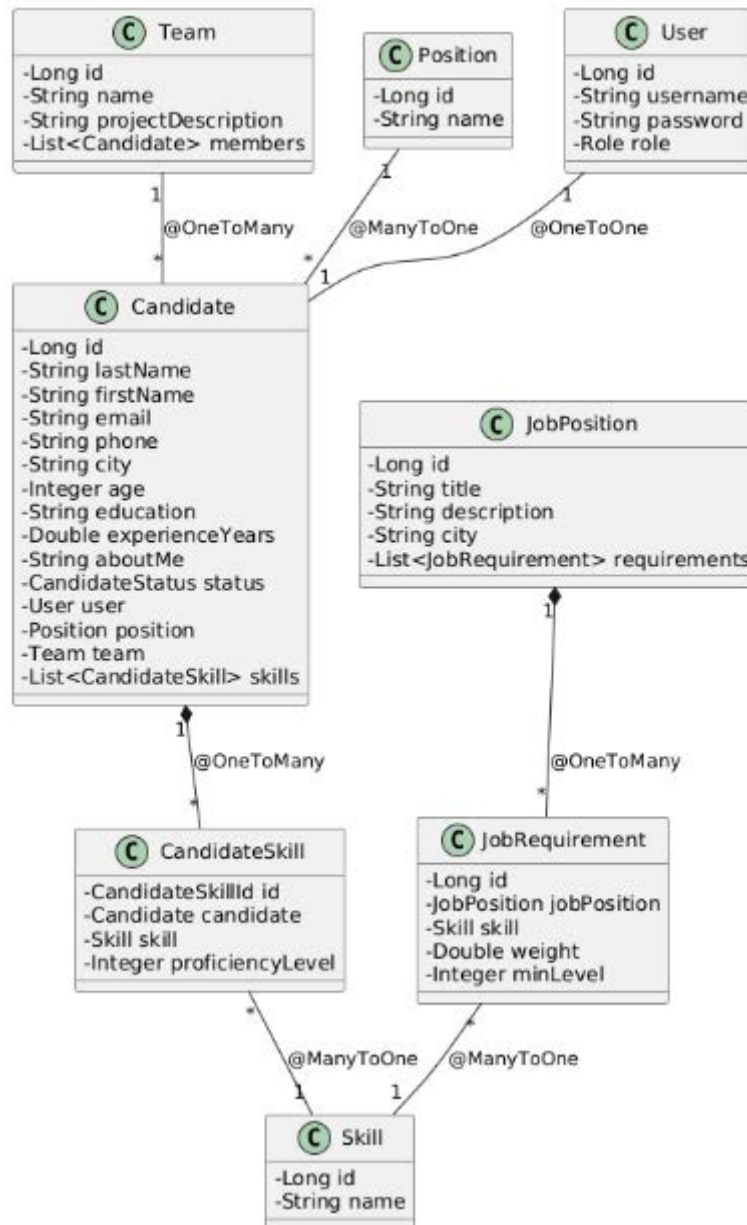 C Team
-Long id
-String name
-String projectDescription
-List<Candidate> members
C Position
-Long id
-String name
C User
-Long id
-String username
-String password
-Role role
1
@OneToMany
*
1
@ManyToOne
*
1
@OneToOne
1
C Candidate
-Long id
-String lastName
-String firstName
-String email
-String phone
-String city
-Integer age
-String education
-Double experienceYears
-String aboutMe
-CandidateStatus status
-User user
-Position position
-Team team
-List<CandidateSkill> skills
C JobPosition
-Long id
-String title
-String description
-String city
-List<JobRequirement> requirements
1
@OneToMany
*
1
@OneToMany
*
C CandidateSkill
-CandidateSkillId id
-Candidate candidate
-Skill skill
-Integer proficiencyLevel
C JobRequirement
-Long id
-JobPosition jobPosition
-Skill skill
-Double weight
-Integer minLevel
*
@ManyToOne
1
*
@ManyToOne
1
C Skill
-Long id
-String name